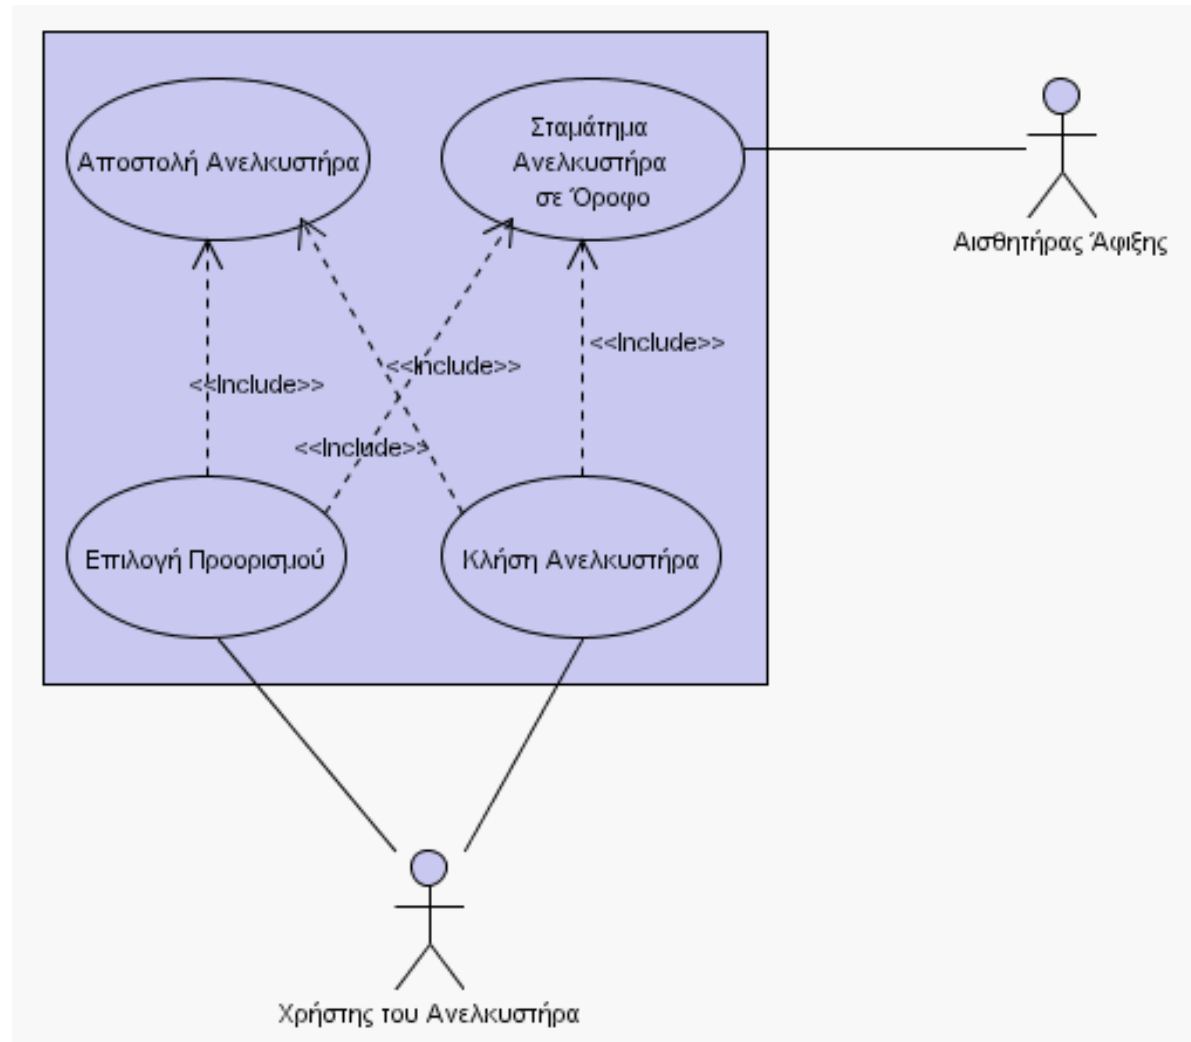 Αποστολή Ανελκυστήρα
Σταμάτημα
Ανελκυστήρα
σε Όροφο
Αισθητήρας Άφιξης
<<Include>>
<<Include>>
<<Include>>
<<Include>>
Επιλογή Προορισμού
Κλήση Ανελκυστήρα
Χρήστης του Ανελκυστήρα